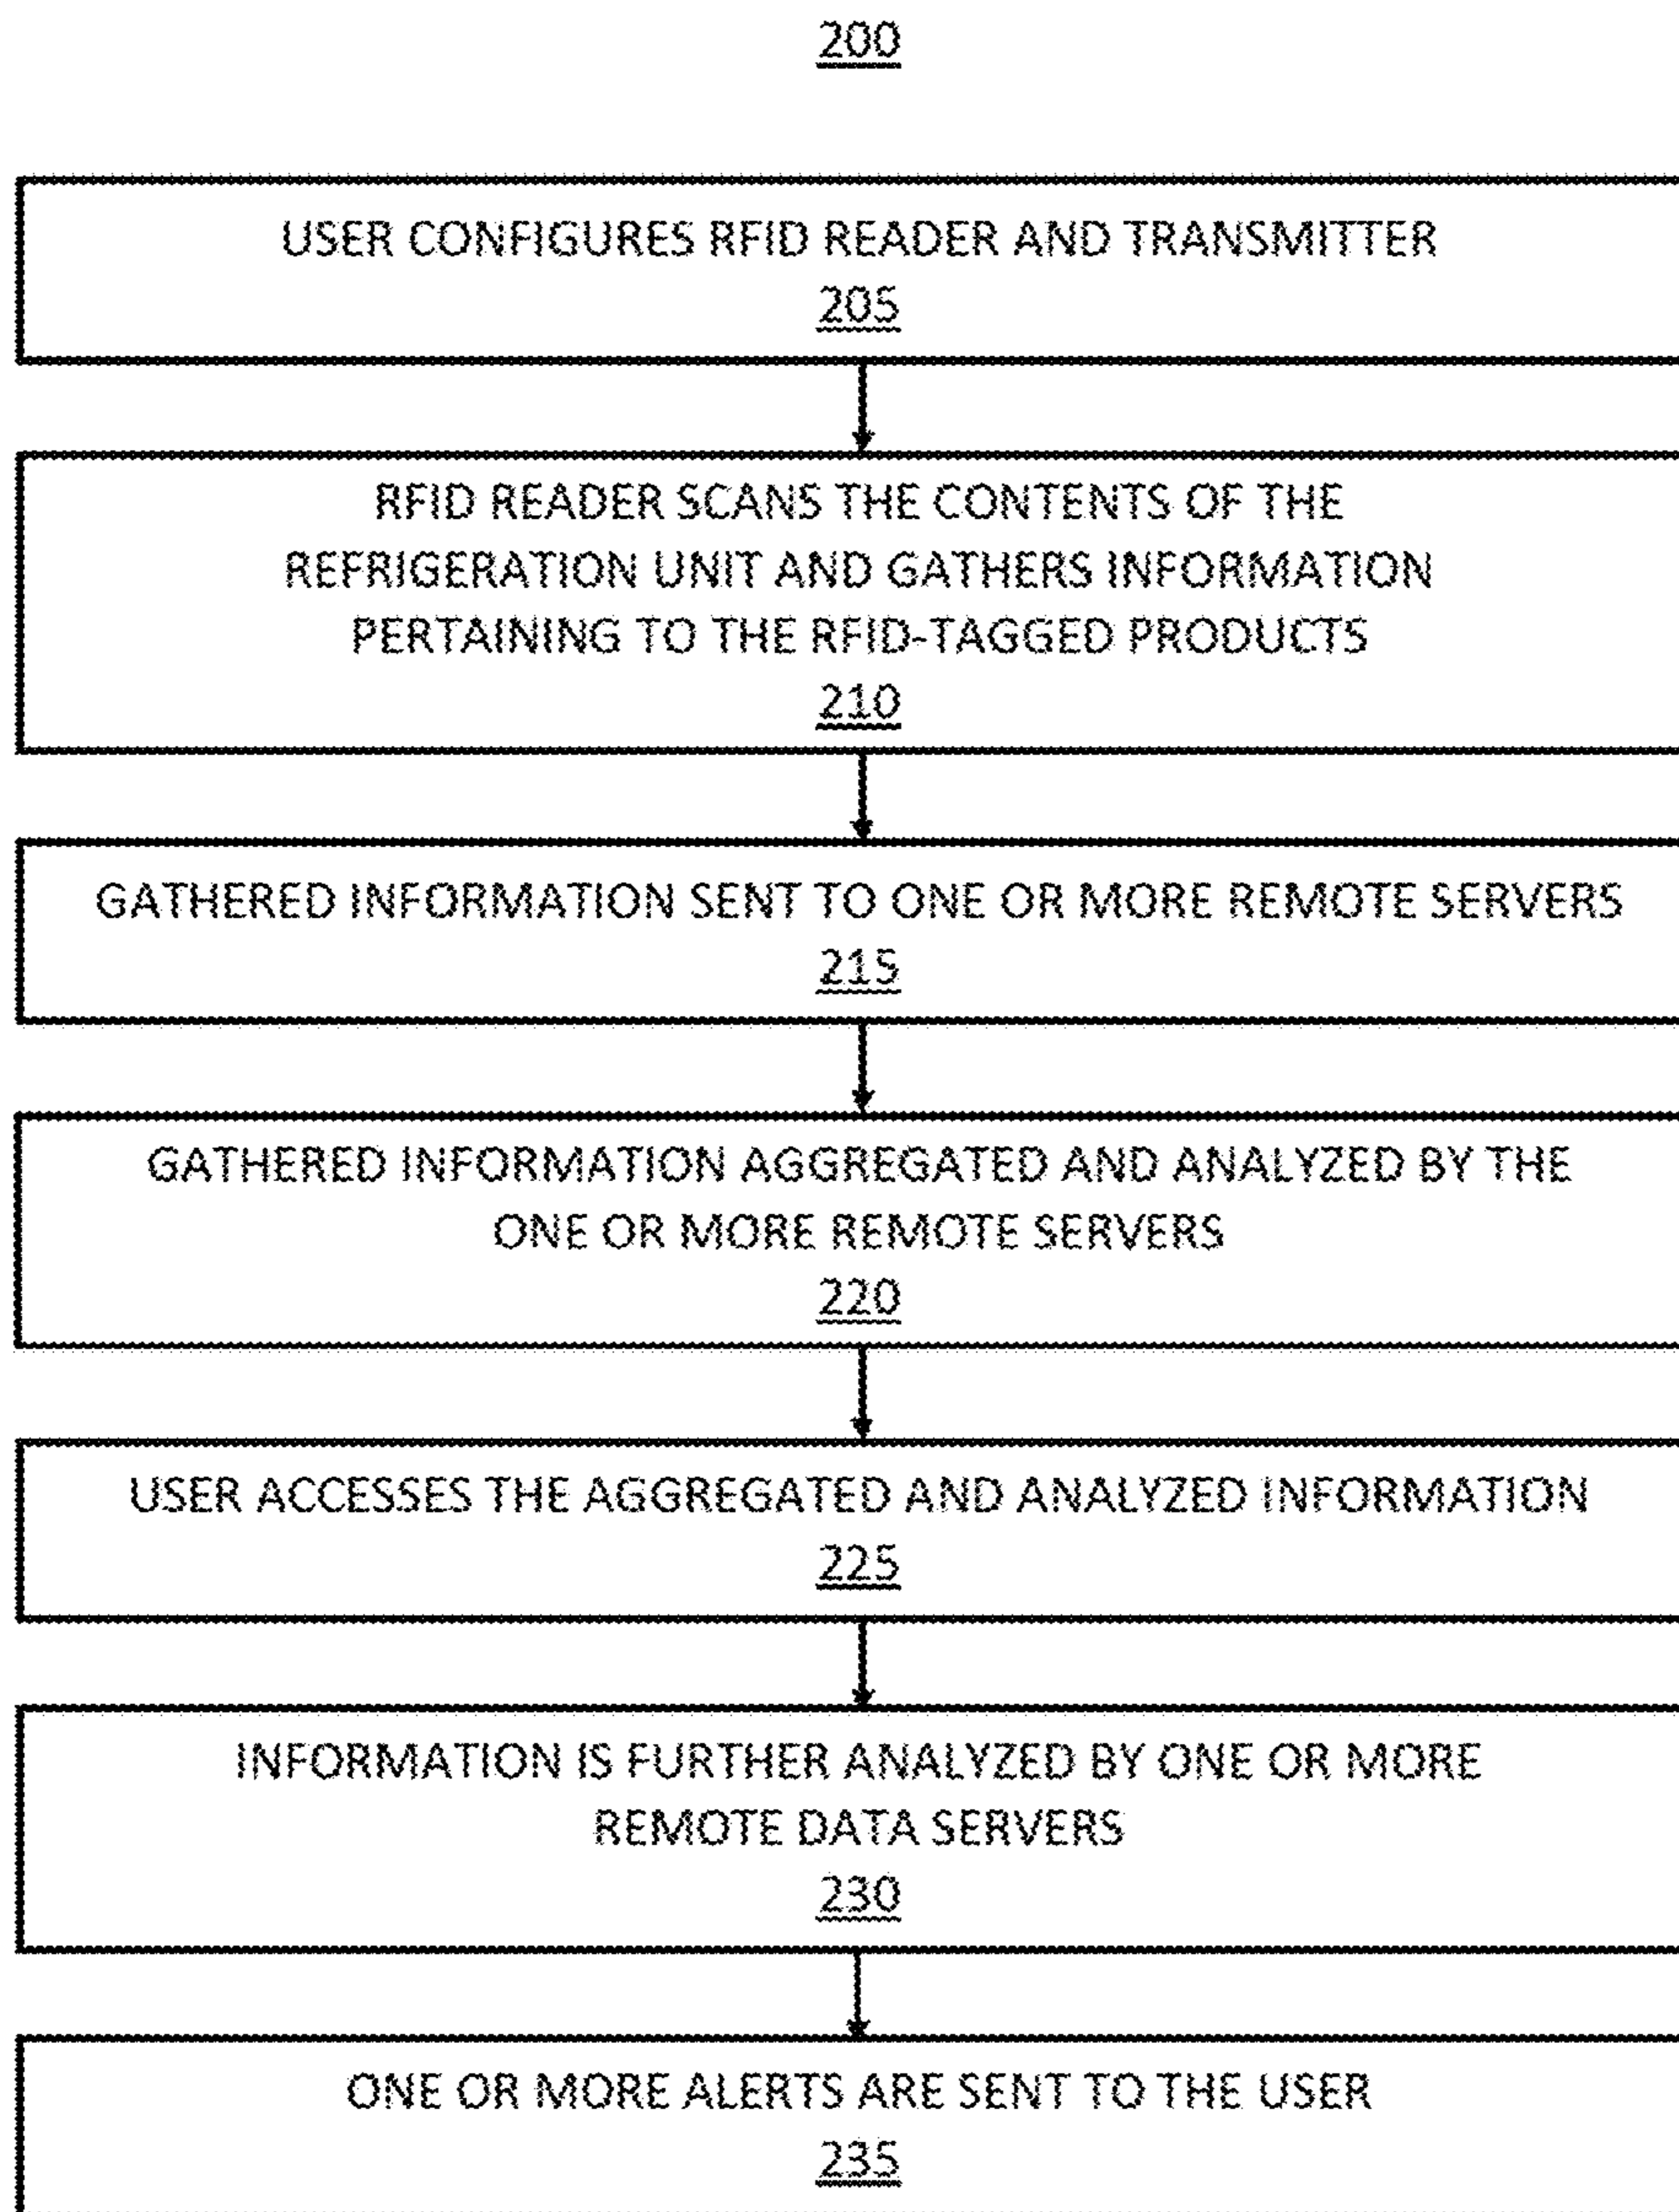 200
USER CONFIGURES RFID READER AND TRANSMITTER
205
RFID READER SCANS THE CONTENTS OF THE
REFRIGERATION UNIT AND GATHERS INFORMATION
PERTAINING TO THE RFID-TAGGED PRODUCTS
210
GATHERED INFORMATION SENT TO ONE OR MORE REMOTE SERVERS
215
GATHERED INFORMATION AGGREGATED AND ANALYZED BY THE
ONE OR MORE REMOTE SERVERS
220
USER ACCESSES THE AGGREGATED AND ANALYZED INFORMATION
225
INFORMATION IS FURTHER ANALYZED BY ONE OR MORE
REMOTE DATA SERVERS
230
ONE OR MORE ALERTS ARE SENT TO THE USER
235